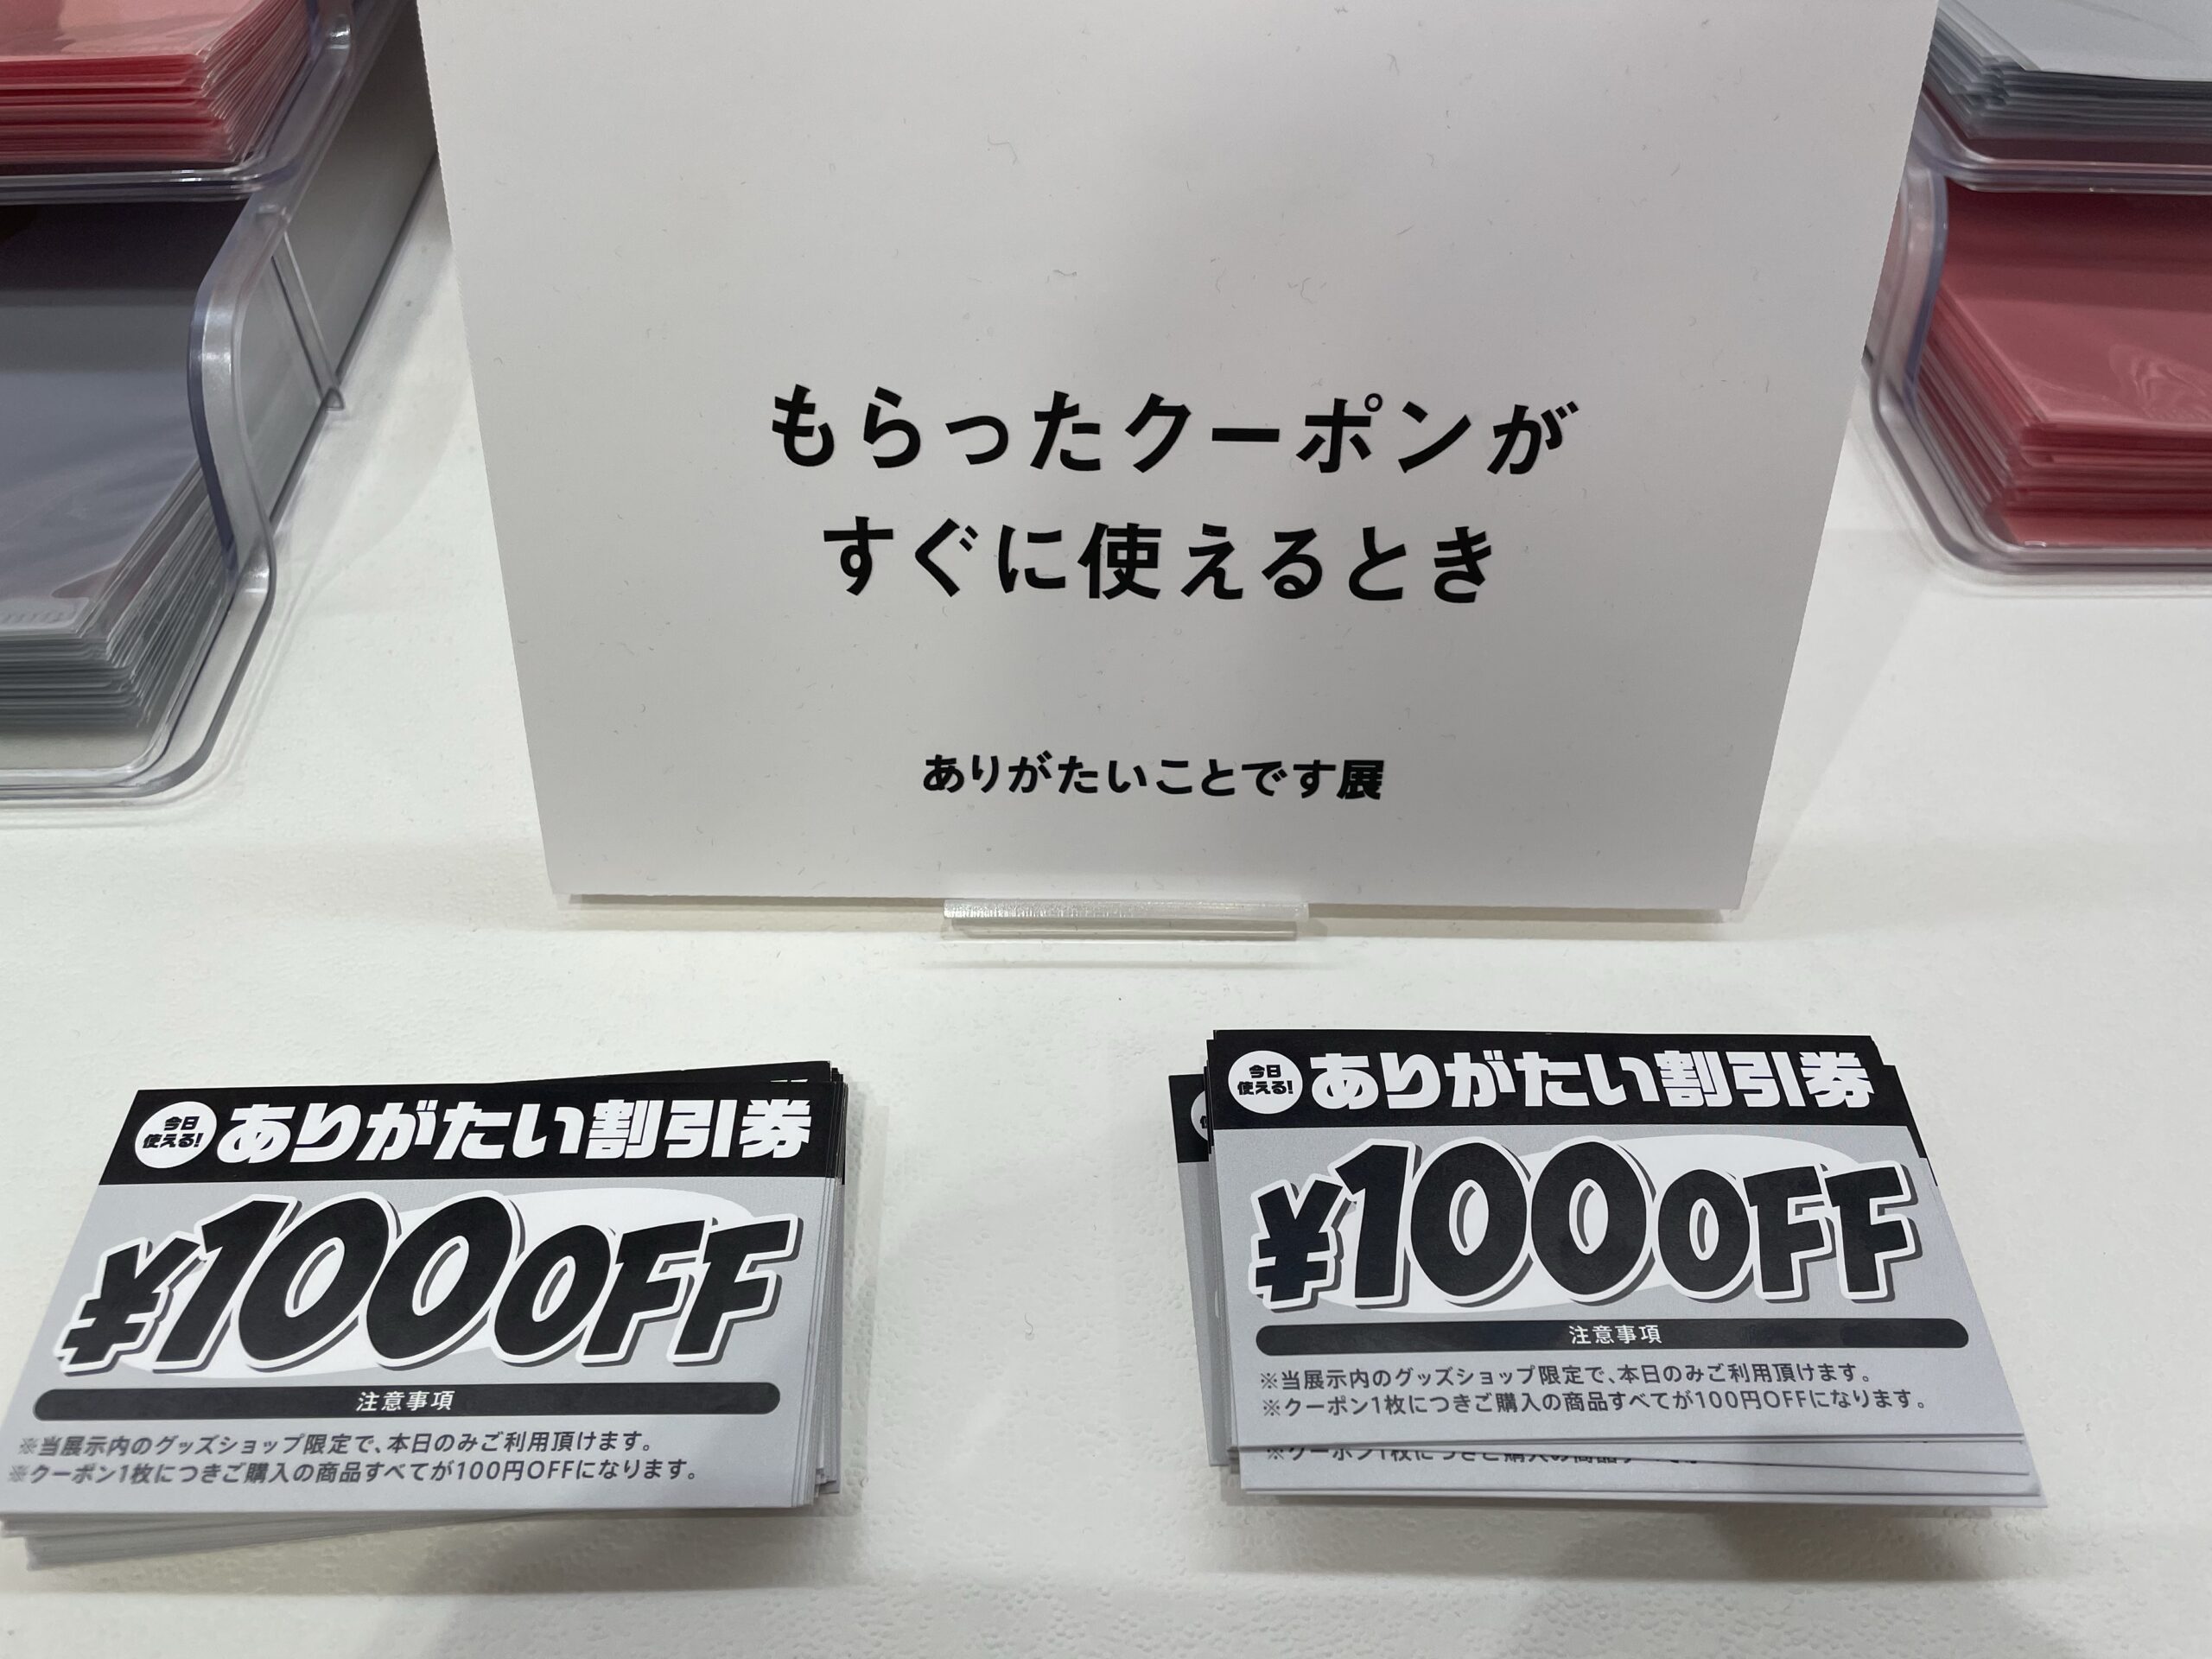 もらったクーポンが
すぐに使えるとき
ありがたいことです展
今日
使える!
ありがたい割引券
¥100OFF
注意事項
※当展示内のグッズショップ限定で、本日のみご利用頂けます。
※クーポン1枚につきご購入の商品すべてが100円OFFになります。
今日
使える!
ありがたい割引券
¥100OFF
注意事項
※当展示内のグッズショップ限定で、本日のみご利用頂けます。
※クーポン1枚につきご購入の商品すべてが100円OFFになります。